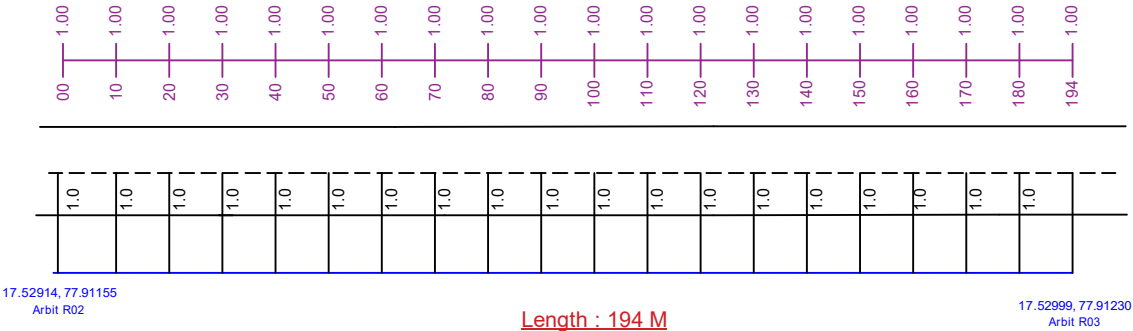 1.00 1.00 1.00 1.00 1.00 1.00 1.00 1.00 1.00 1.00 1.00 1.00 1.00 1.00 1.00 1.00 1.00 1.00 1.00 1.00
00 10 20 30 40 50 60 70 80 90 100 110 120 130 140 150 160 170 180 194
1.0 1.0 1.0 1.0 1.0 1.0 1.0 1.0 1.0 1.0 1.0 1.0 1.0 1.0 1.0 1.0 1.0 1.0 1.0
17.52914, 77.91155
Arbit R02
Length : 194 M
17.52999, 77.91230
Arbit R03